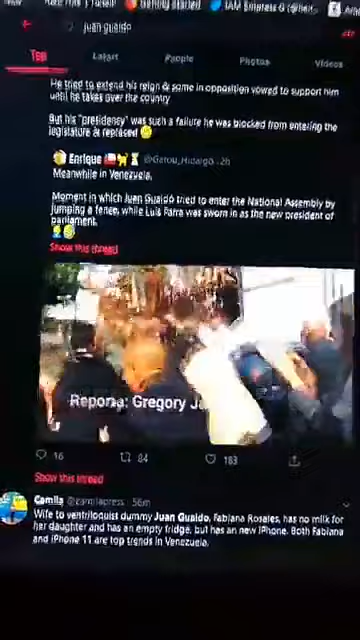 juan guaido
Top Latest People Photos Videos
He tried to extend his reign & some in opposition vowed to support him
until he takes over the country
But his "presidency" was such a failure he was blocked from entering the
legislature & replaced
Enrique @Gatou_Hidalgo · 2h
Meanwhile in Venezuela.
Moment in which Juan Guaidó tried to enter the National Assembly by
jumping a fence, while Luis Parra was sworn in as the new president of
parliament.
Show this thread
Reporta: Gregory
16 84 183
Show this thread
Camila @camilapress · 56m
Wife to ventriloquist dummy Juan Guaido, Fabiana Rosales, has no milk for
her daughter and has an empty fridge, but has an new iPhone. Both Fabiana
and iPhone 11 are top trends in Venezuela.